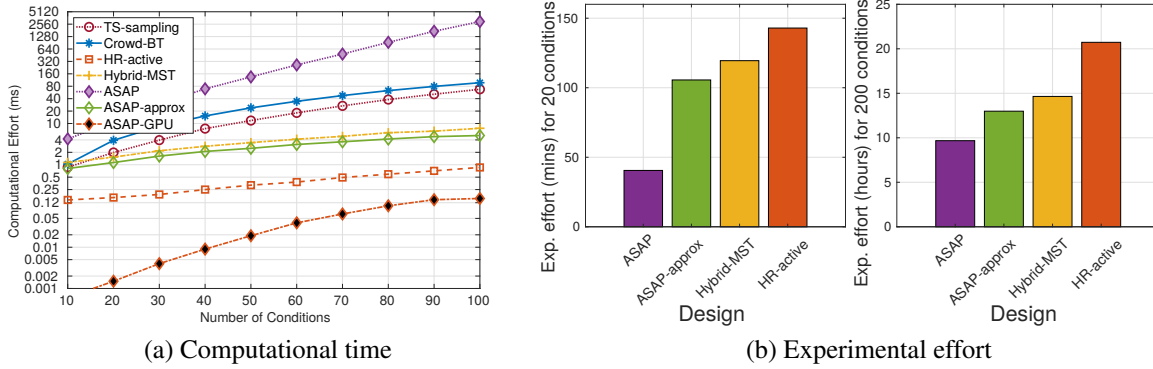 5120
2560
1280
640
320
160
80
40
20
10
4
2
1
0.5
0.25
0.12
0.05
0.02
0.01
0.005
0.002
0.001
Computational Effort (ms)
TS-sampling
Crowd-BT
HR-active
Hybrid-MST
ASAP
ASAP-approx
ASAP-GPU
10 20 30 40 50 60 70 80 90 100
Number of Conditions
(a) Computational time
150
100
50
0
Exp. effort (mins) for 20 conditions
ASAP
ASAP-approx
Hybrid-MST
HR-active
Design
25
20
15
10
5
0
Exp. effort (hours) for 200 conditions
ASAP
ASAP-approx
Hybrid-MST
HR-active
Design
(b) Experimental effort